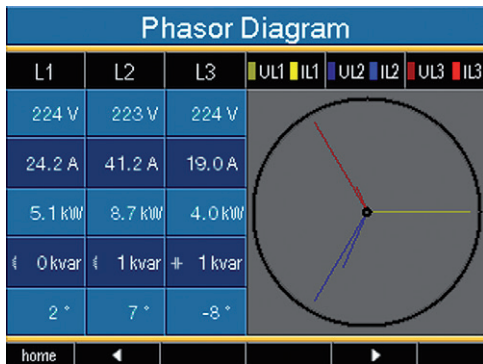 Phasor Diagram
L1 L2 L3 UL1 IL1 UL2 IL2 UL3 IL3
224 V 223 V 224 V
24.2 A 41.2 A 19.0 A
5.1 kW 8.7 kW 4.0 kW
0 kvar 1 kvar 1 kvar
2 ° 7 ° -8 °
home